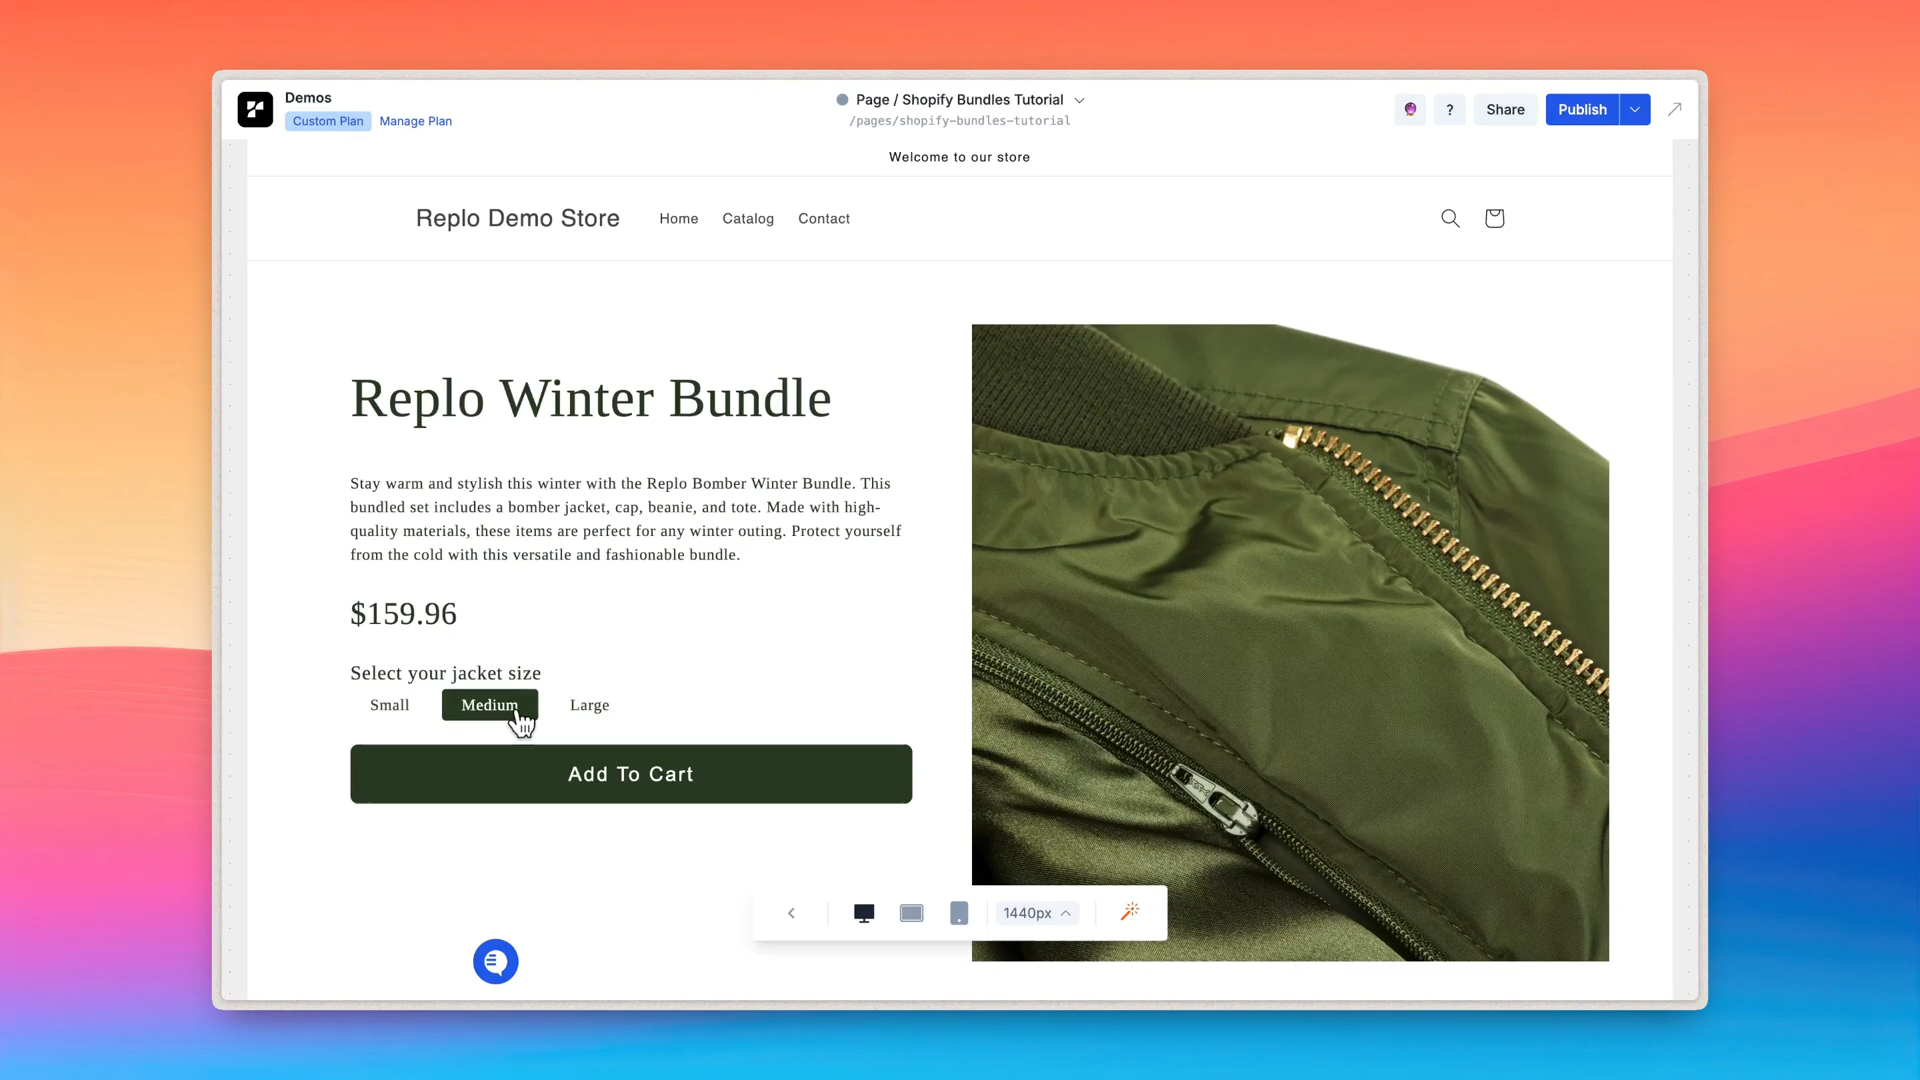 Demos
Custom Plan Manage Plan
Page / Shopify Bundles Tutorial
/pages/shopify-bundles-tutorial
? Share Publish
Welcome to our store
Replo Demo Store Home Catalog Contact
Replo Winter Bundle
Stay warm and stylish this winter with the Replo Bomber Winter Bundle. This
bundled set includes a bomber jacket, cap, beanie, and tote. Made with high-
quality materials, these items are perfect for any winter outing. Protect yourself
from the cold with this versatile and fashionable bundle.
$159.96
Select your jacket size
Small Medium Large
Add To Cart
1440px